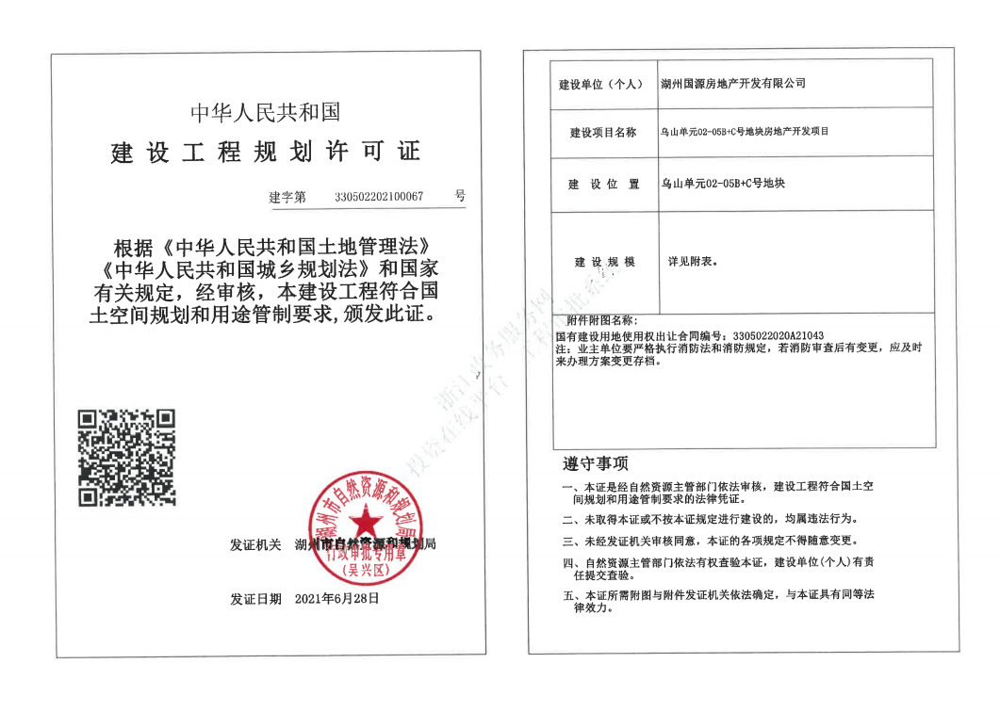 中华人民共和国
建设工程规划许可证
建字第 330502202100067 号
根据《中华人民共和国土地管理法》
《中华人民共和国城乡规划法》和国家
有关规定，经审核，本建设工程符合国
土空间规划和用途管制要求,颁发此证。
湖州市自然资源和规划局
行政审批专用章
(吴兴区)
发证机关 湖州市自然资源和规划局
发证日期 2021年6月28日
浙江政务服务网
投资在线平台 工程审批系统
建设单位（个人） 湖州国源房地产开发有限公司
建设项目名称 乌山单元02-05B+C号地块房地产开发项目
建设位置 乌山单元02-05B+C号地块
建设规模 详见附表。
附件附图名称:
国有建设用地使用权出让合同编号：3305022020A21043
注：业主单位要严格执行消防法和消防规定，若消防审查后有变更，应及时
来办理方案变更存档。
遵守事项
一、本证是经自然资源主管部门依法审核，建设工程符合国土空
间规划和用途管制要求的法律凭证。
二、未取得本证或不按本证规定进行建设的，均属违法行为。
三、未经发证机关审核同意，本证的各项规定不得随意变更。
四、自然资源主管部门依法有权查验本证，建设单位(个人)有责
任提交查验。
五、本证所需附图与附件发证机关依法确定，与本证具有同等法
律效力。